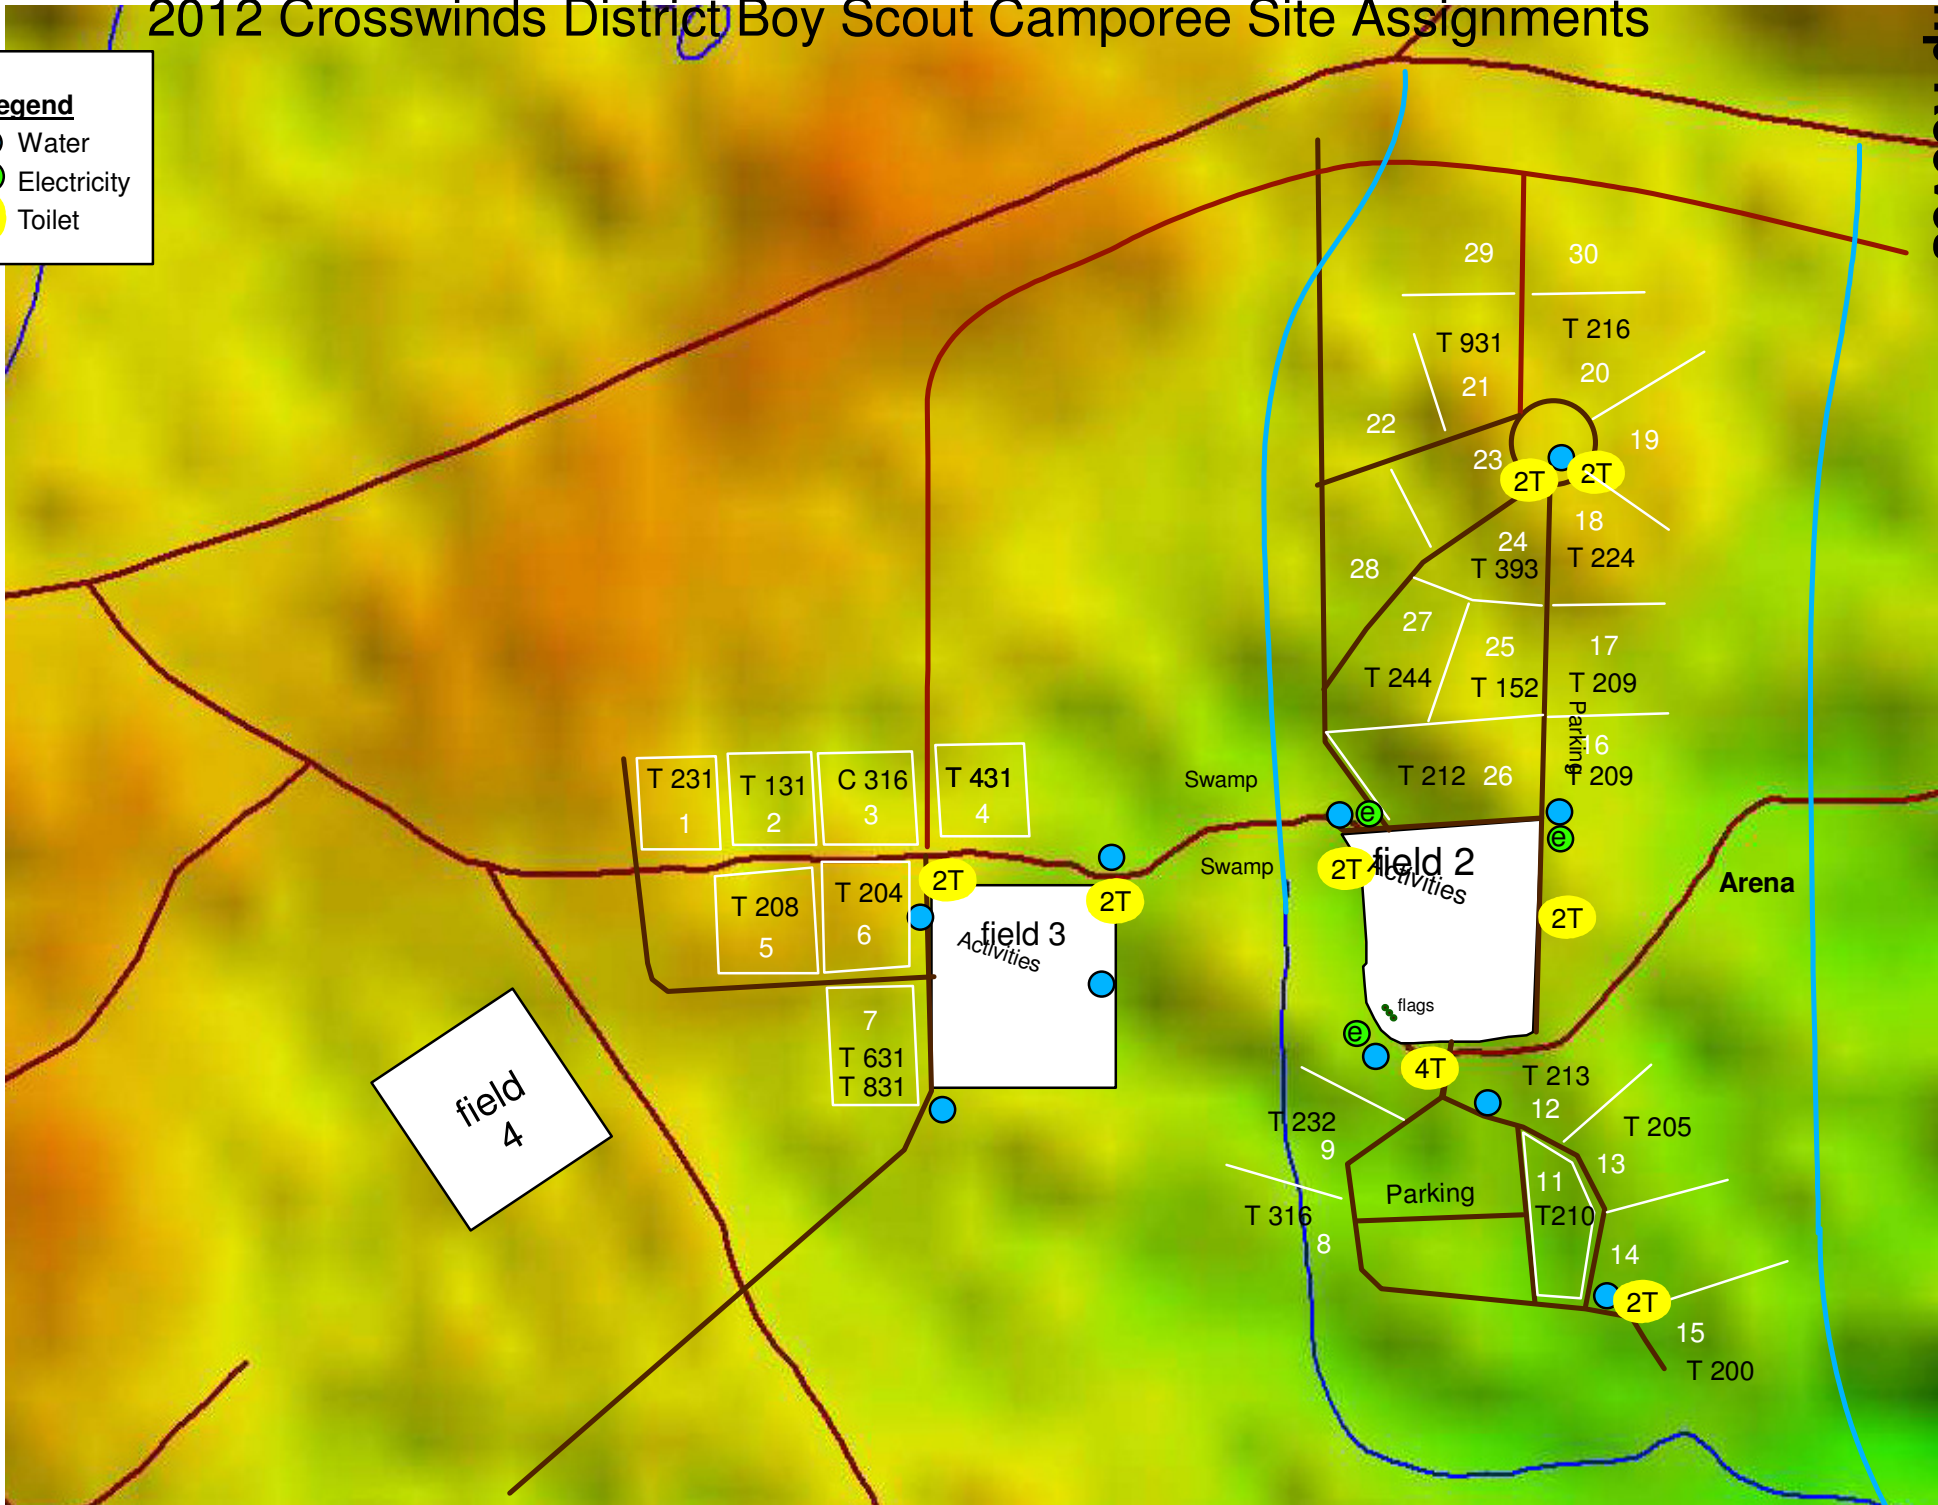 2012 Crosswinds District Boy Scout Camporee Site Assignments
egend
Water
Electricity
Toilet
29
30
T 931
T 216
21
20
22
19
23
2T
2T
18
24
T 224
28
T 393
27
25
17
T 244
T 152
T 209
Parking
16
T 212 26
T 209
Swamp
T 231
1
T 131
2
C 316
3
T 431
4
e
e
Swamp
2T
field 2
Activities
Arena
2T
2T
2T
T 208
5
T 204
6
field 3
Activities
flags
e
7
T 631
T 831
4T
field
4
T 213
12
T 232
9
T 205
13
11
T210
Parking
T 316
8
14
2T
15
T 200